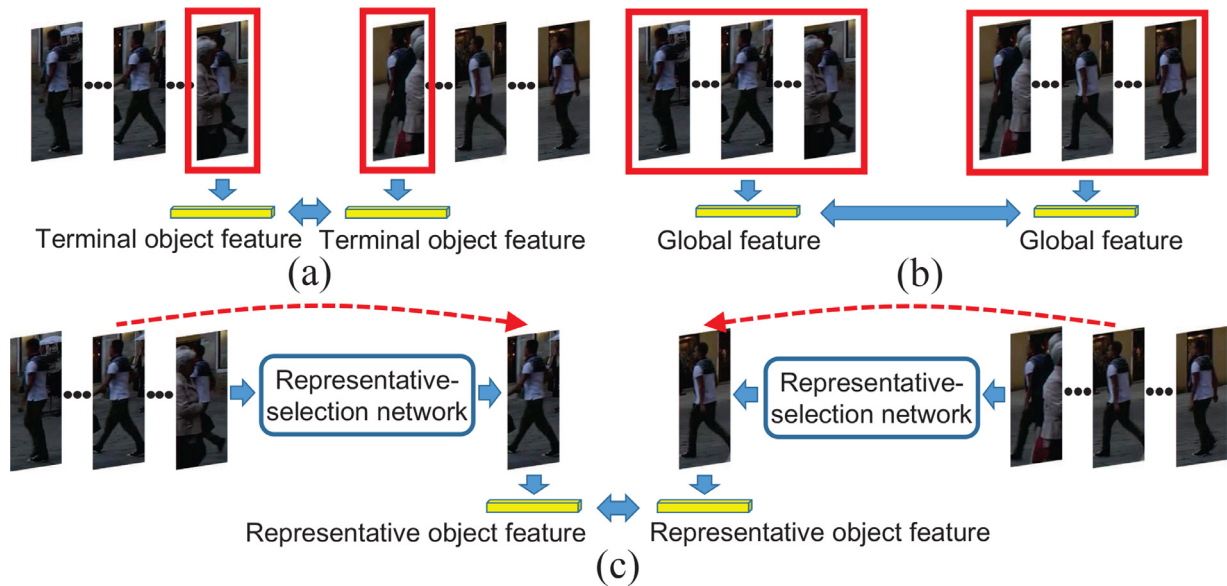 Terminal object feature
Terminal object feature
(a)
Global feature
Global feature
(b)
Representative-
selection network
Representative-
selection network
Representative object feature
Representative object feature
(c)